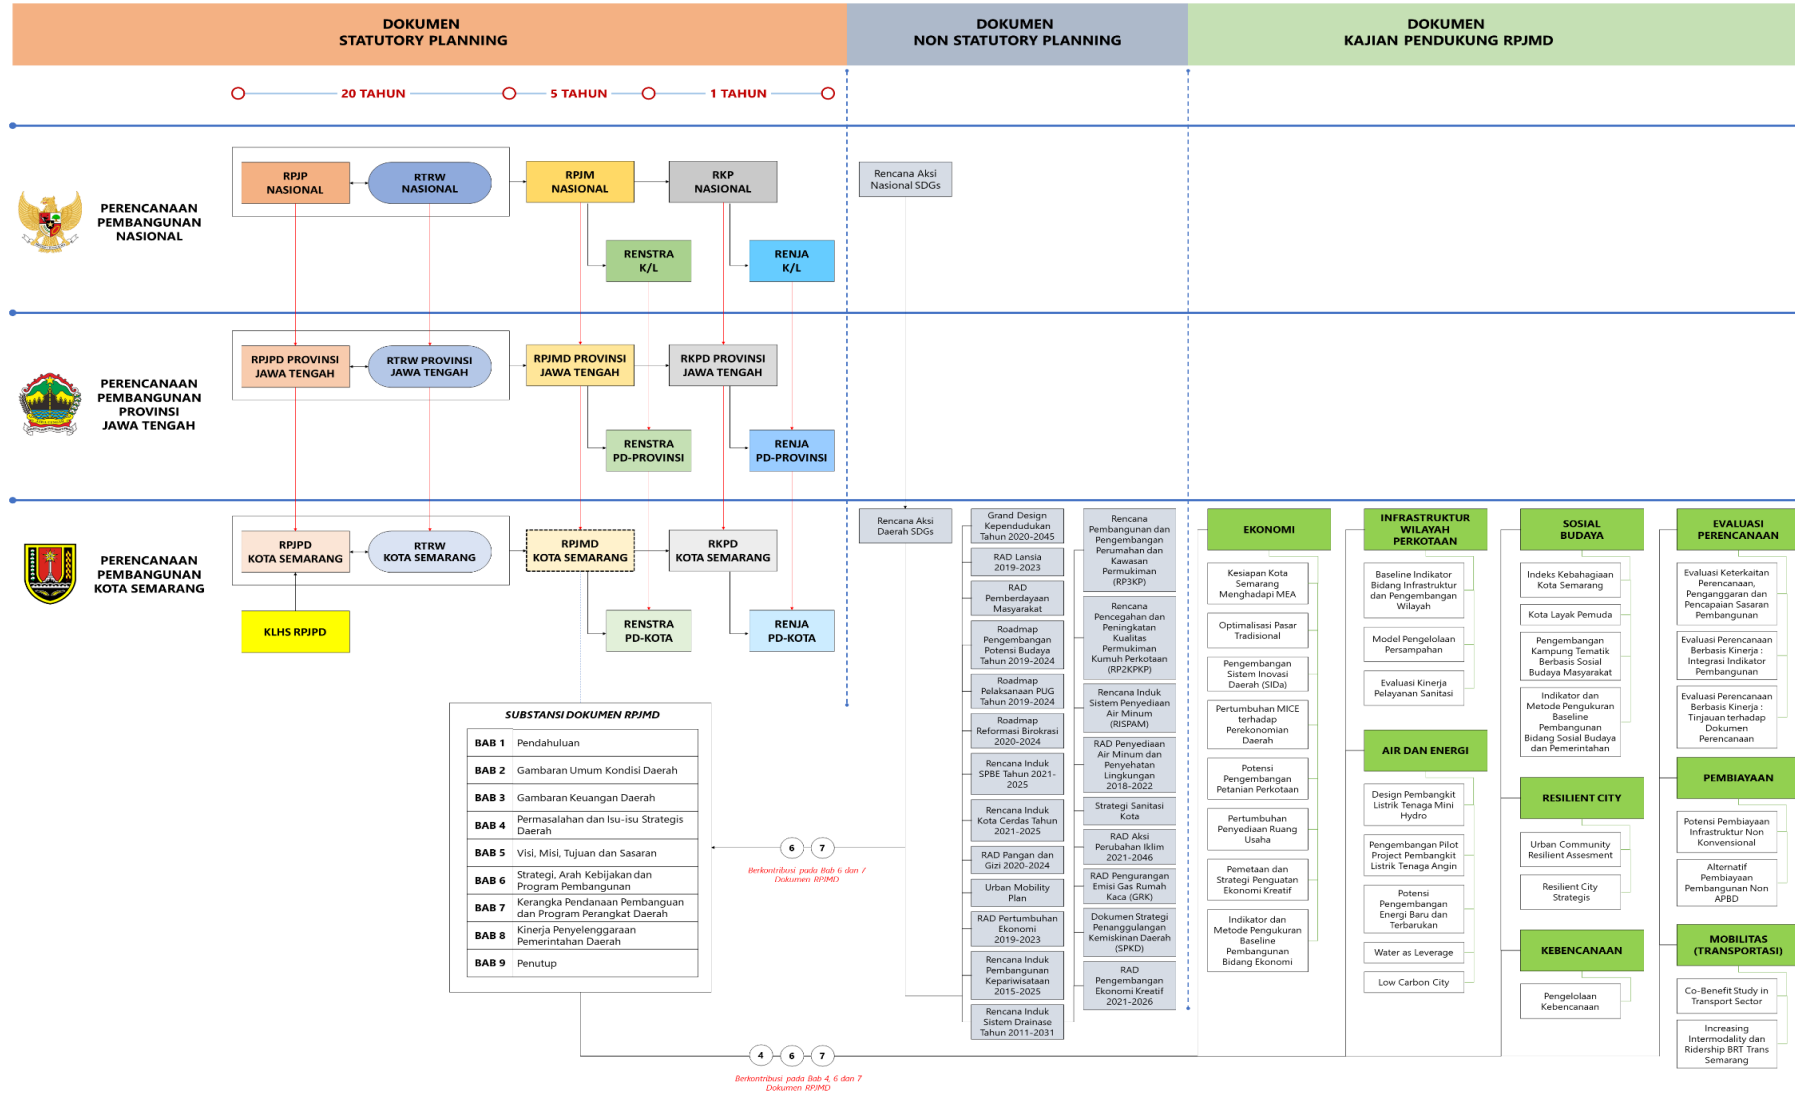 DOKUMEN
STATUTORY PLANNING
DOKUMEN
NON STATUTORY PLANNING
DOKUMEN
KAJIAN PENDUKUNG RPJMD
20 TAHUN
5 TAHUN
1 TAHUN
PERENCANAAN
PEMBANGUNAN
NASIONAL
RPJP
NASIONAL
RTRW
NASIONAL
RPJM
NASIONAL
RKP
NASIONAL
RENSTRA
K/L
RENJA
K/L
Rencana Aksi
Nasional SDGs
PERENCANAAN
PEMBANGUNAN
PROVINSI
JAWA TENGAH
RPJPD PROVINSI
JAWA TENGAH
RTRW PROVINSI
JAWA TENGAH
RPJMD PROVINSI
JAWA TENGAH
RKPD PROVINSI
JAWA TENGAH
RENSTRA
PD-PROVINSI
RENJA
PD-PROVINSI
PERENCANAAN
PEMBANGUNAN
KOTA SEMARANG
RPJPD
KOTA SEMARANG
RTRW
KOTA SEMARANG
RPJMD
KOTA SEMARANG
RKPD
KOTA SEMARANG
KLHS RPJPD
RENSTRA
PD-KOTA
RENJA
PD-KOTA
SUBSTANSI DOKUMEN RPJMD
BAB 1 Pendahuluan
BAB 2 Gambaran Umum Kondisi Daerah
BAB 3 Gambaran Keuangan Daerah
BAB 4 Permasalahan dan Isu-isu Strategis
Daerah
BAB 5 Visi, Misi, Tujuan dan Sasaran
BAB 6 Strategi, Arah Kebijakan dan
Program Pembangunan
BAB 7 Kerangka Pendanaan Pembanguan
dan Program Perangkat Daerah
BAB 8 Kinerja Penyelenggaraan
Pemerintahan Daerah
BAB 9 Penutup
6 7
Berkontribusi pada Bab 6 dan 7
Dokumen RPJMD
4 6 7
Berkontribusi pada Bab 4, 6 dan 7
Dokumen RPJMD
Rencana Aksi
Daerah SDGs
Grand Design
Kependudukan
Tahun 2020-2045
RAD Lansia
2019-2023
RAD
Pemberdayaan
Masyarakat
Roadmap
Pengembangan
Potensi Budaya
Tahun 2019-2024
Roadmap
Pelaksanaan PUG
Tahun 2019-2024
Roadmap
Reformasi Birokrasi
2020-2024
Rencana Induk
SPBE Tahun 2021-
2025
Rencana Induk
Kota Cerdas Tahun
2021-2025
RAD Pangan dan
Gizi 2020-2024
Urban Mobility
Plan
RAD Pertumbuhan
Ekonomi
2019-2023
Rencana Induk
Pembangunan
Kepariwisataan
2015-2025
Rencana Induk
Sistem Drainase
Tahun 2011-2031
Rencana
Pembangunan dan
Pengembangan
Perumahan dan
Kawasan
Permukiman
(RP3KP)
Rencana
Pencegahan dan
Peningkatan
Kualitas
Permukiman
Kumuh Perkotaan
(RP2KPKP)
Rencana Induk
Sistem Penyediaan
Air Minum
(RISPAM)
RAD Penyediaan
Air Minum dan
Penyehatan
Lingkungan
2018-2022
Strategi Sanitasi
Kota
RAD Aksi
Perubahan Iklim
2021-2046
RAD Pengurangan
Emisi Gas Rumah
Kaca (GRK)
Dokumen Strategi
Penanggulangan
Kemiskinan Daerah
(SPKD)
RAD
Pengembangan
Ekonomi Kreatif
2021-2026
EKONOMI
Kesiapan Kota
Semarang
Menghadapi MEA
Optimalisasi Pasar
Tradisional
Pengembangan
Sistem Inovasi
Daerah (SIDa)
Pertumbuhan MICE
terhadap
Perekonomian
Daerah
Potensi
Pengembangan
Petanian Perkotaan
Pertumbuhan
Penyediaan Ruang
Usaha
Pemetaan dan
Strategi Penguatan
Ekonomi Kreatif
Indikator dan
Metode Pengukuran
Baseline
Pembangunan
Bidang Ekonomi
INFRASTRUKTUR
WILAYAH
PERKOTAAN
Baseline Indikator
Bidang Infrastruktur
dan Pengembangan
Wilayah
Model Pengelolaan
Persampahan
Evaluasi Kinerja
Pelayanan Sanitasi
AIR DAN ENERGI
Design Pembangkit
Listrik Tenaga Mini
Hydro
Pengembangan Pilot
Project Pembangkit
Listrik Tenaga Angin
Potensi
Pengembangan
Energi Baru dan
Terbarukan
Water as Leverage
Low Carbon City
SOSIAL
BUDAYA
Indeks Kebahagiaan
Kota Semarang
Kota Layak Pemuda
Pengembangan
Kampung Tematik
Berbasis Sosial
Budaya Masyarakat
Indikator dan
Metode Pengukuran
Baseline
Pembangunan
Bidang Sosial Budaya
dan Pemerintahan
RESILIENT CITY
Urban Community
Resilient Assesment
Resilient City
Strategis
KEBENCANAAN
Pengelolaan
Kebencanaan
EVALUASI
PERENCANAAN
Evaluasi Keterkaitan
Perencanaan,
Penganggaran dan
Pencapaian Sasaran
Pembangunan
Evaluasi Perencanaan
Berbasis Kinerja :
Integrasi Indikator
Pembangunan
Evaluasi Perencanaan
Berbasis Kinerja :
Tinjauan terhadap
Dokumen
Perencanaan
PEMBIAYAAN
Potensi Pembiayaan
Infrastruktur Non
Konvensional
Alternatif
Pembiayaan
Pembangunan Non
APBD
MOBILITAS
(TRANSPORTASI)
Co-Benefit Study in
Transport Sector
Increasing
Intermodality dan
Ridership BRT Trans
Semarang